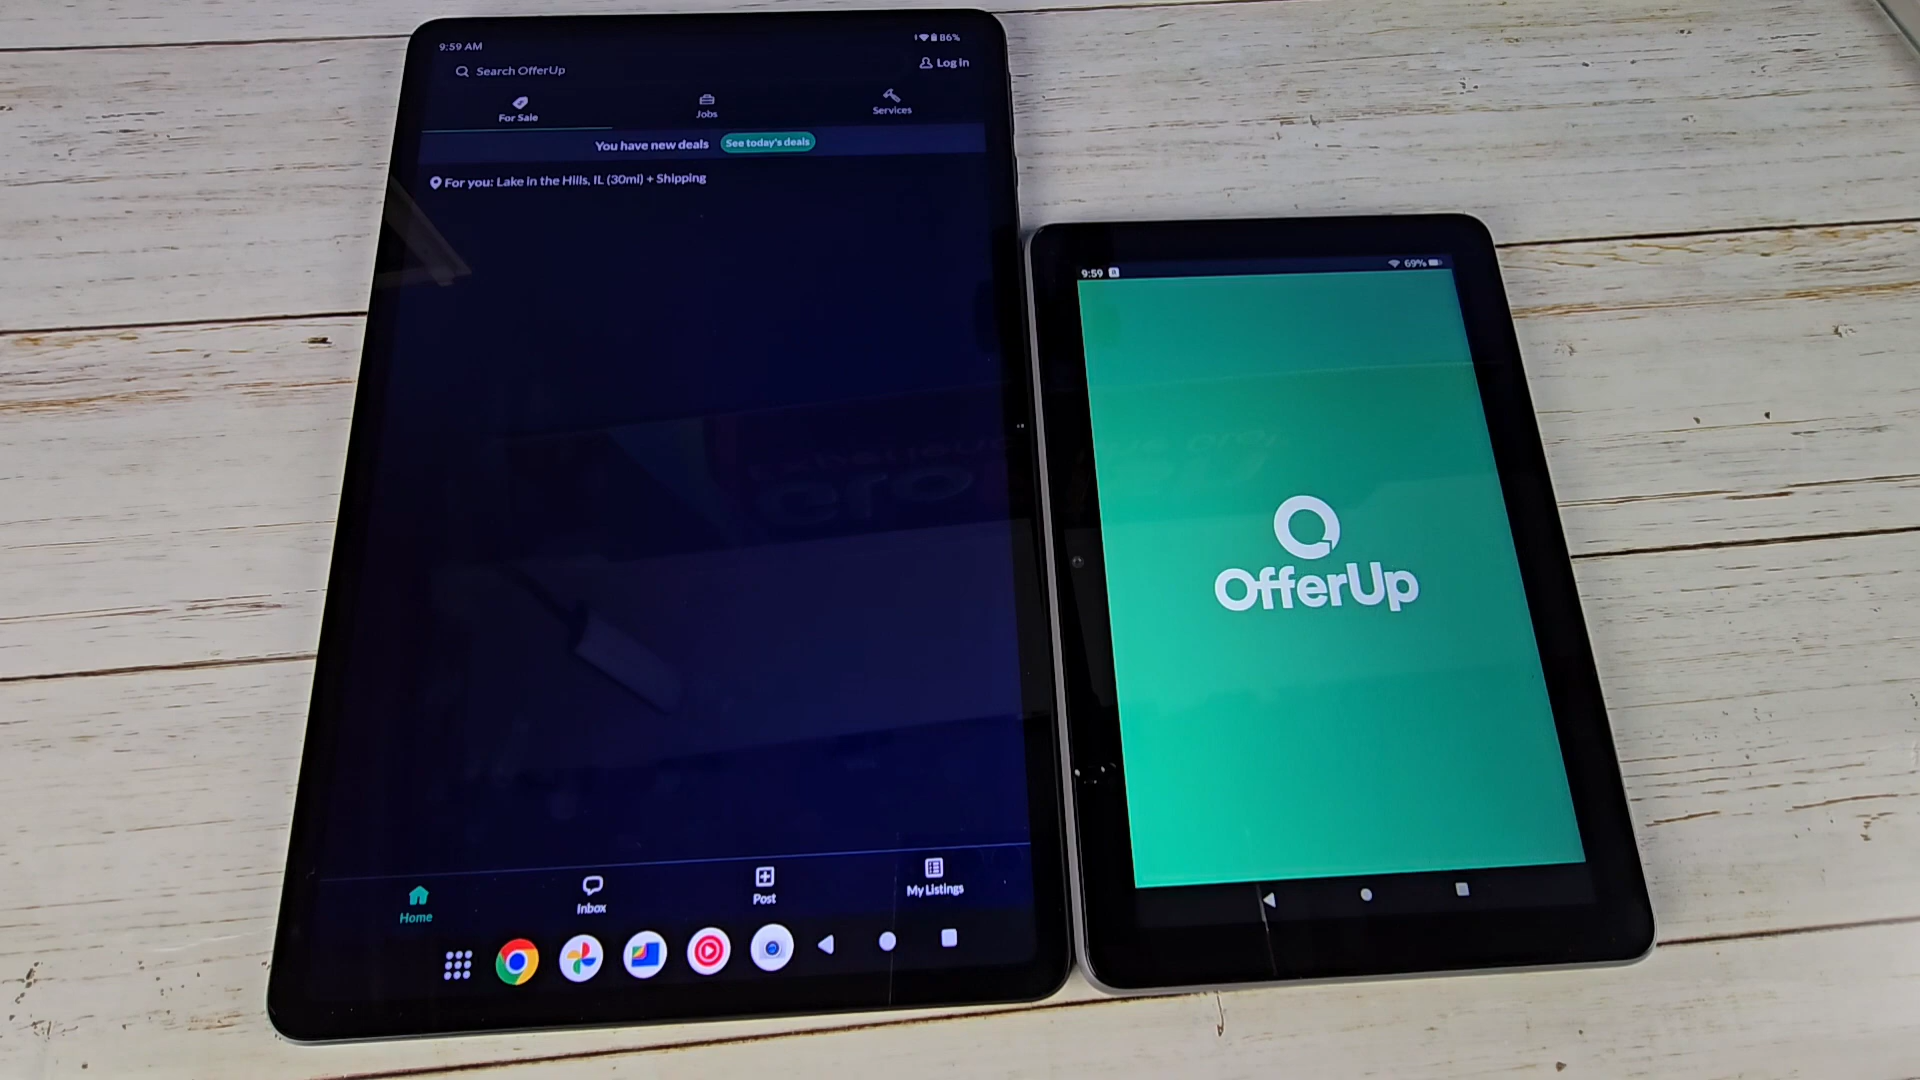 9:59 AM
86%
Search OfferUp
Log in
For Sale
Jobs
Services
You have new deals
See today's deals
For you: Lake in the Hills, IL (30mi) + Shipping
Home
Inbox
Post
My Listings
9:59
69%
OfferUp